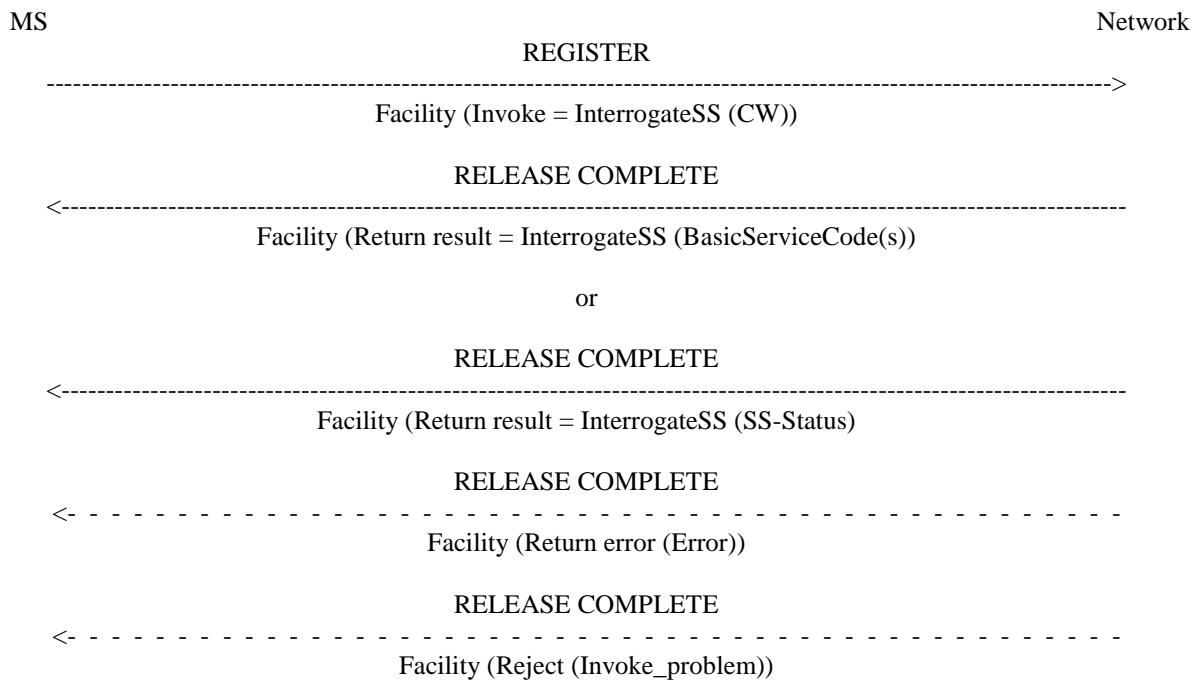 MS Network
REGISTER
------------------------------------------------------------------------------------------------------------------------>
Facility (Invoke = InterrogateSS (CW))
RELEASE COMPLETE
<------------------------------------------------------------------------------------------------------------------------
Facility (Return result = InterrogateSS (BasicServiceCode(s))
or
RELEASE COMPLETE
<------------------------------------------------------------------------------------------------------------------------
Facility (Return result = InterrogateSS (SS-Status)
RELEASE COMPLETE
<- - - - - - - - - - - - - - - - - - - - - - - - - - - - - - - - - - - - - - - - - - - - - - - - -
Facility (Return error (Error))
RELEASE COMPLETE
<- - - - - - - - - - - - - - - - - - - - - - - - - - - - - - - - - - - - - - - - - - - - - - - - -
Facility (Reject (Invoke_problem))